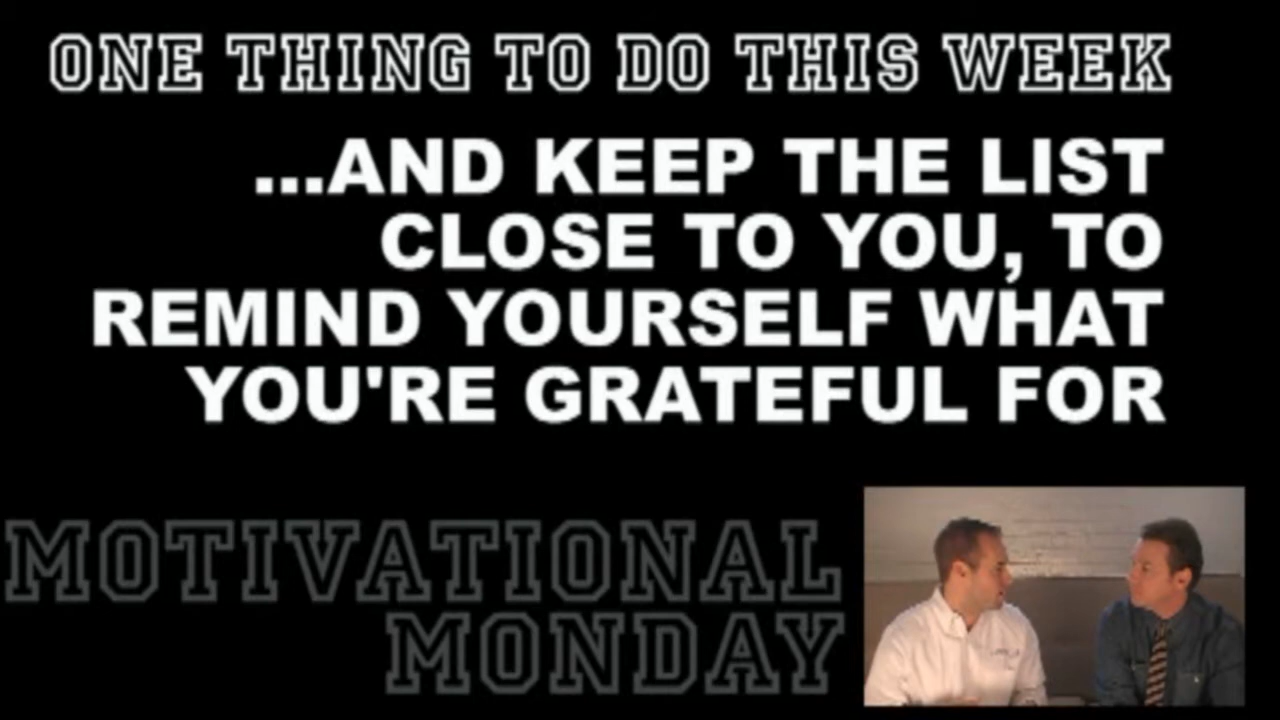 ONE THING TO DO THIS WEEK
...AND KEEP THE LIST
CLOSE TO YOU, TO
REMIND YOURSELF WHAT
YOU'RE GRATEFUL FOR
MOTIVATIONAL
MONDAY